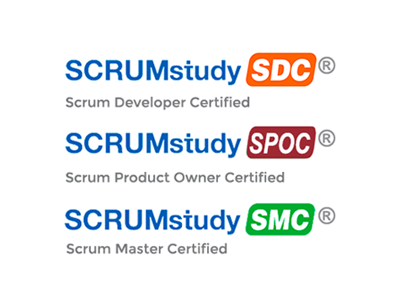 SCRUMstudy SDC®
Scrum Developer Certified
SCRUMstudy SPOC®
Scrum Product Owner Certified
SCRUMstudy SMC®
Scrum Master Certified